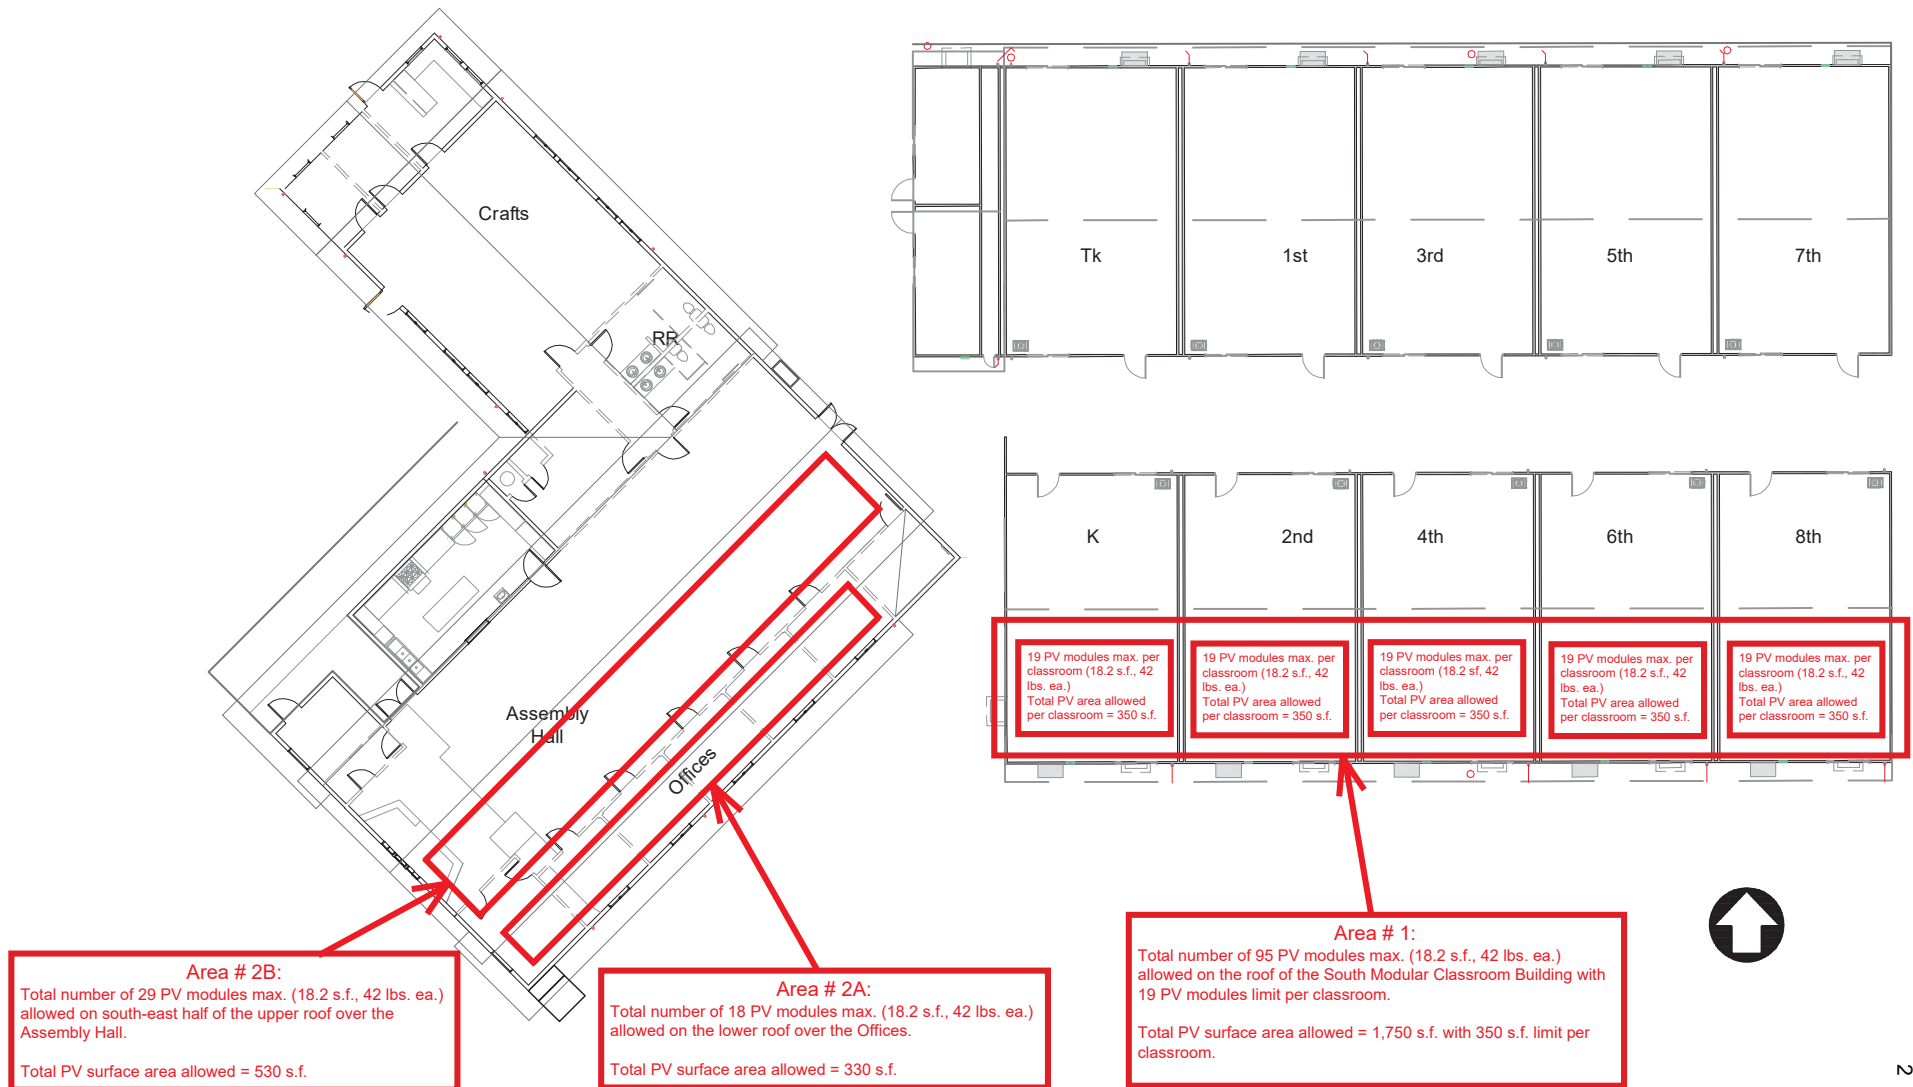 Crafts
RR
Tk
1st
3rd
5th
7th
K
2nd
4th
6th
8th
19 PV modules max. per
classroom (18.2 s.f., 42
lbs. ea.)
Total PV area allowed
per classroom = 350 s.f.
19 PV modules max. per
classroom (18.2 s.f., 42
lbs. ea.)
Total PV area allowed
per classroom = 350 s.f.
19 PV modules max. per
classroom (18.2 sf, 42
lbs. ea.)
Total PV area allowed
per classroom = 350 s.f.
19 PV modules max. per
classroom (18.2 s.f., 42
lbs. ea.)
Total PV area allowed
per classroom = 350 s.f.
19 PV modules max. per
classroom (18.2 s.f., 42
lbs. ea.)
Total PV area allowed
per classroom = 350 s.f.
Assembly
Hall
Offices
Area # 2B:
Total number of 29 PV modules max. (18.2 s.f., 42 lbs. ea.)
allowed on south-east half of the upper roof over the
Assembly Hall.
Total PV surface area allowed = 530 s.f.
Area # 2A:
Total number of 18 PV modules max. (18.2 s.f., 42 lbs. ea.)
allowed on the lower roof over the Offices.
Total PV surface area allowed = 330 s.f.
Area # 1:
Total number of 95 PV modules max. (18.2 s.f., 42 lbs. ea.)
allowed on the roof of the South Modular Classroom Building with
19 PV modules limit per classroom.
Total PV surface area allowed = 1,750 s.f. with 350 s.f. limit per
classroom.
2